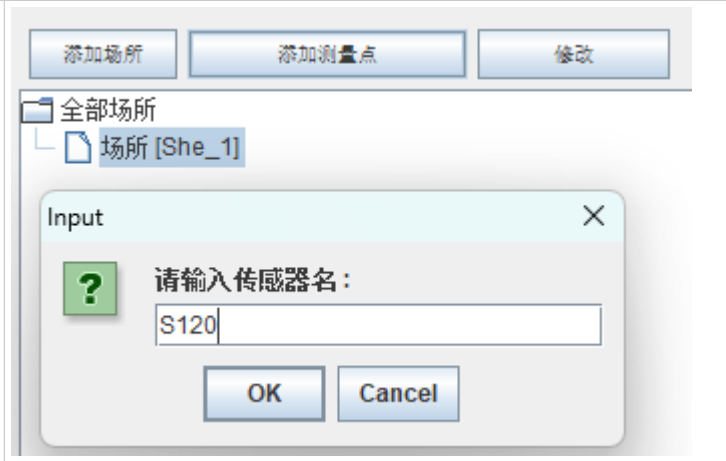 添加场所 添加测量点 修改
全部场所
场所 [She_1]
Input
请输入传感器名：
S120
OK Cancel